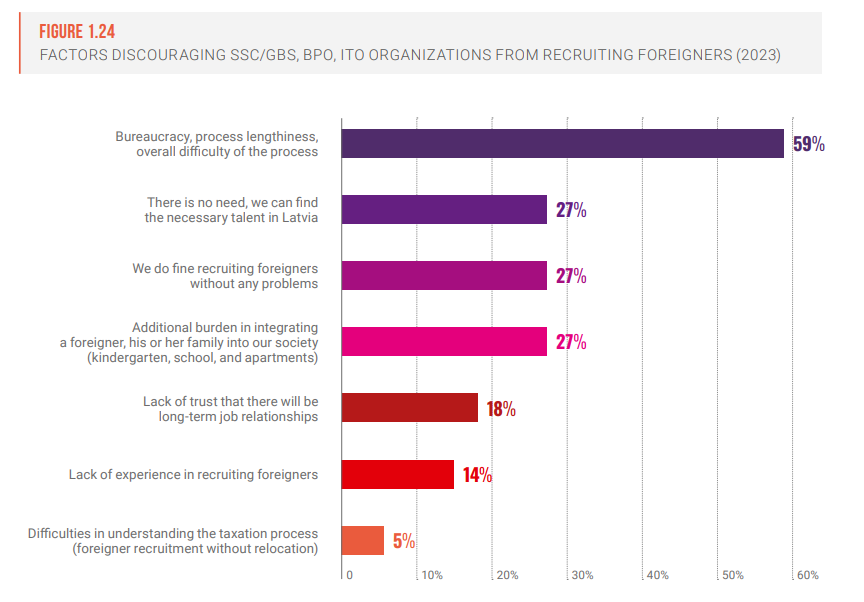 FIGURE 1.24
FACTORS DISCOURAGING SSC/GBS, BPO, ITO ORGANIZATIONS FROM RECRUITING FOREIGNERS (2023)
Bureaucracy, process lengthiness,
overall difficulty of the process
59%
There is no need, we can find
the necessary talent in Latvia
27%
We do fine recruiting foreigners
without any problems
27%
Additional burden in integrating
a foreigner, his or her family into our society
(kindergarten, school, and apartments)
27%
Lack of trust that there will be
long-term job relationships
18%
Lack of experience in recruiting foreigners
14%
Difficulties in understanding the taxation process
(foreigner recruitment without relocation)
5%
0 10% 20% 30% 40% 50% 60%